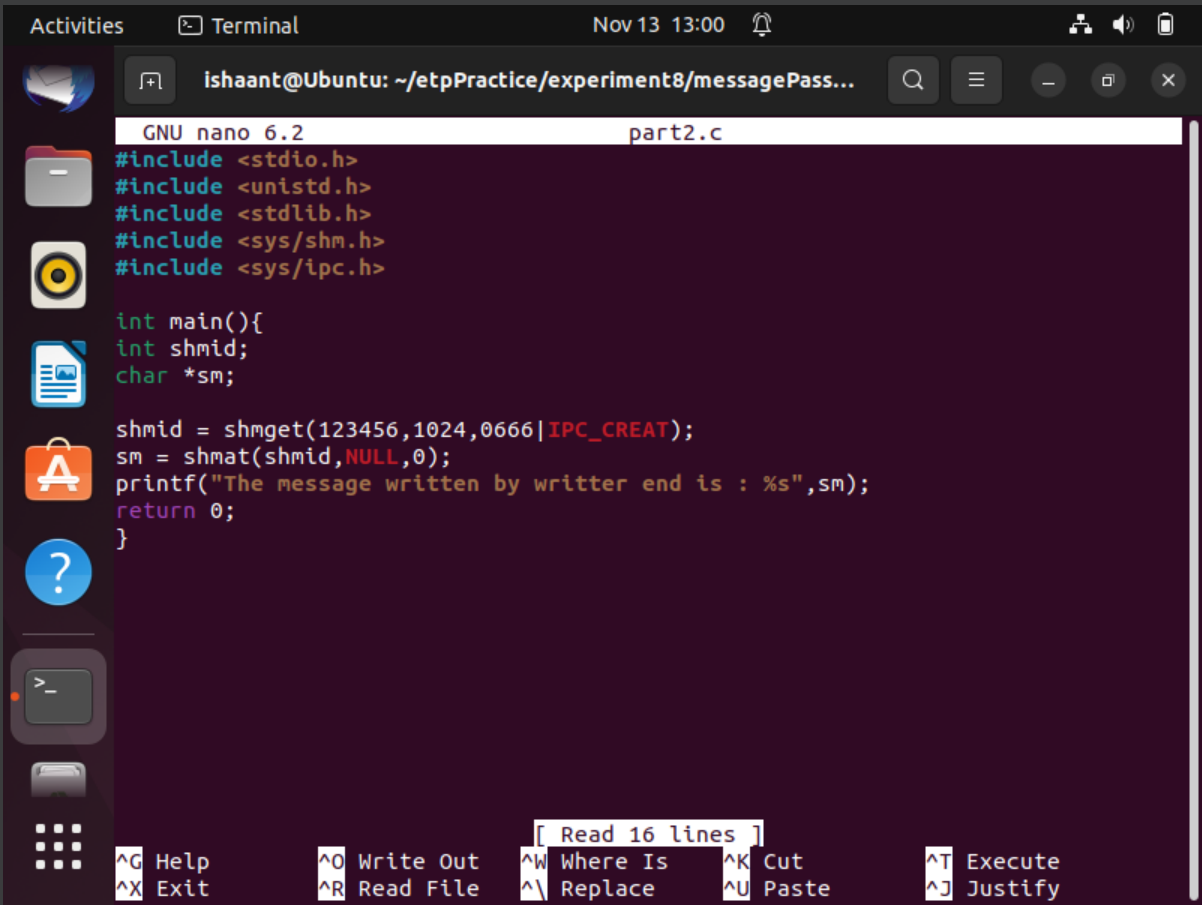 Activities Terminal Nov 13 13:00
ishaant@Ubuntu: ~/etpPractice/experiment8/messagePass...
GNU nano 6.2 part2.c
#include <stdio.h>
#include <unistd.h>
#include <stdlib.h>
#include <sys/shm.h>
#include <sys/ipc.h>
int main(){
int shmid;
char *sm;
shmid = shmget(123456,1024,0666|IPC_CREAT);
sm = shmat(shmid,NULL,0);
printf("The message written by writter end is : %s",sm);
return 0;
}
[ Read 16 lines ]
^G Help ^O Write Out ^W Where Is ^K Cut ^T Execute
^X Exit ^R Read File ^\ Replace ^U Paste ^J Justify